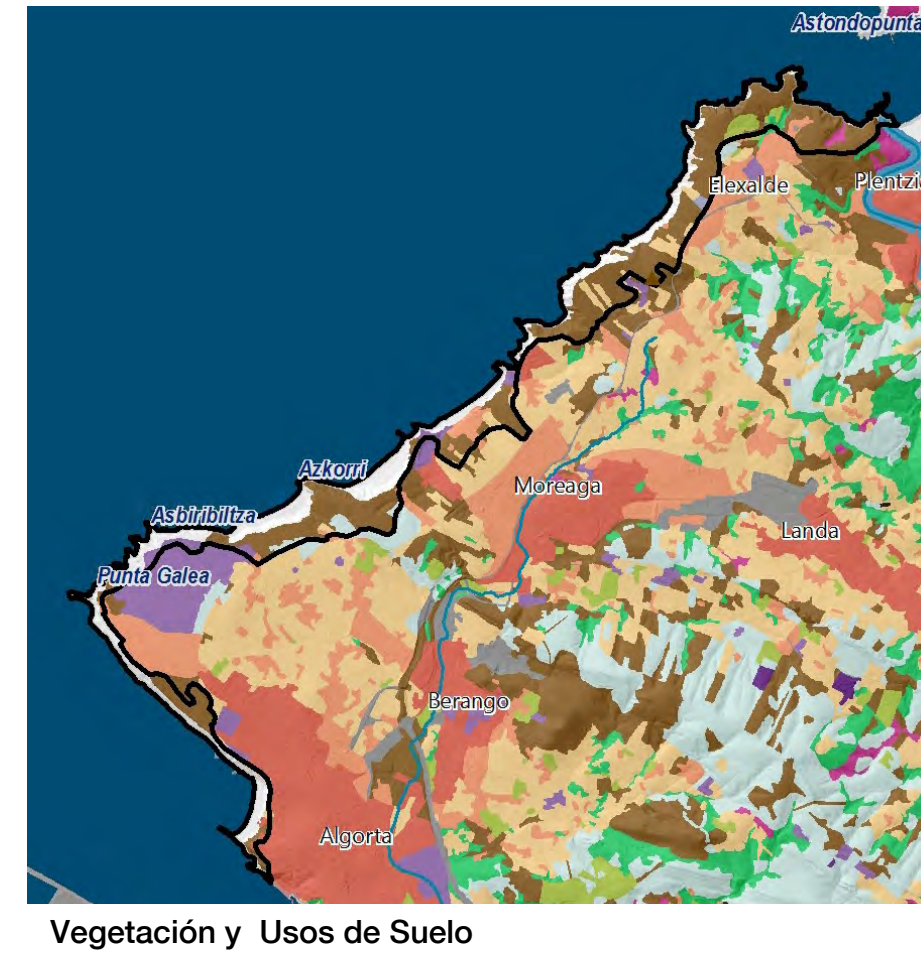 Astondopunta
Elexalde
Plentzi
Azkorri
Moreaga
Asbiribiltza
Landa
Punta Galea
Berango
Algorta
Vegetación y Usos de Suelo